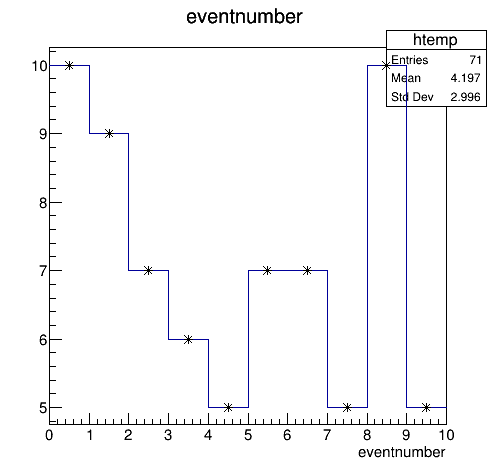 eventnumber
htemp
Entries 71
Mean 4.197
Std Dev 2.996
10
9
8
7
6
5
0 1 2 3 4 5 6 7 8 9 10
eventnumber